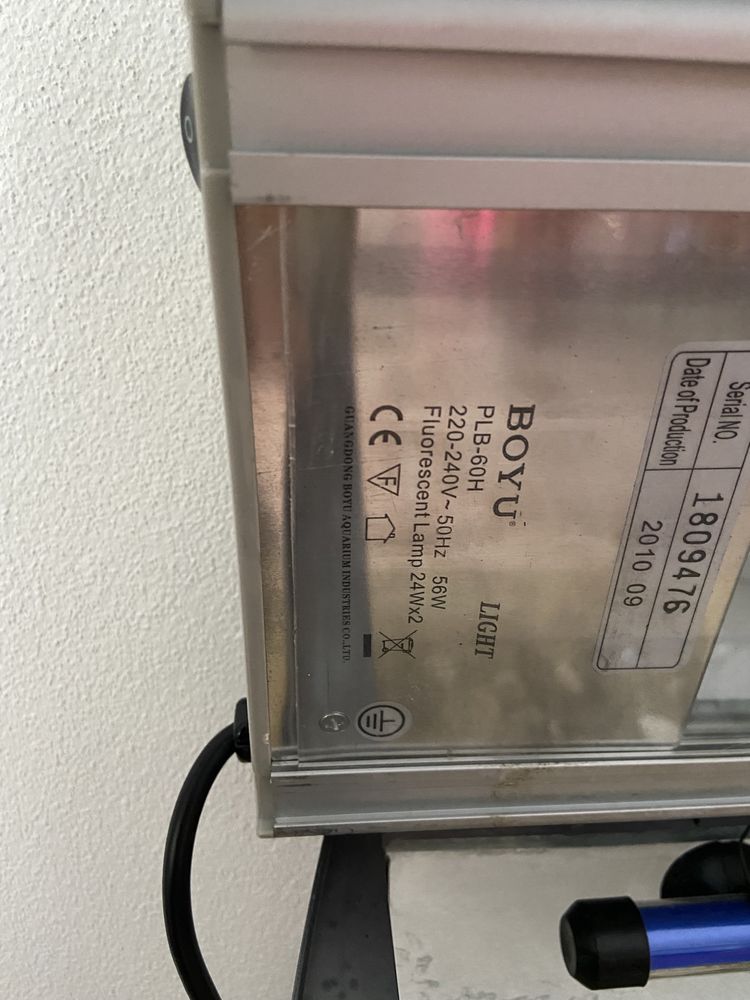 BOYU® LIGHT
PLB-60H
220-240V~ 50Hz 56W
Fluorescent Lamp 24Wx2
CE F
GUANGDONG BOYU AQUARIUM INDUSTRIES CO.,LTD.
Serial NO. 1809476
Date of Production 2010 09